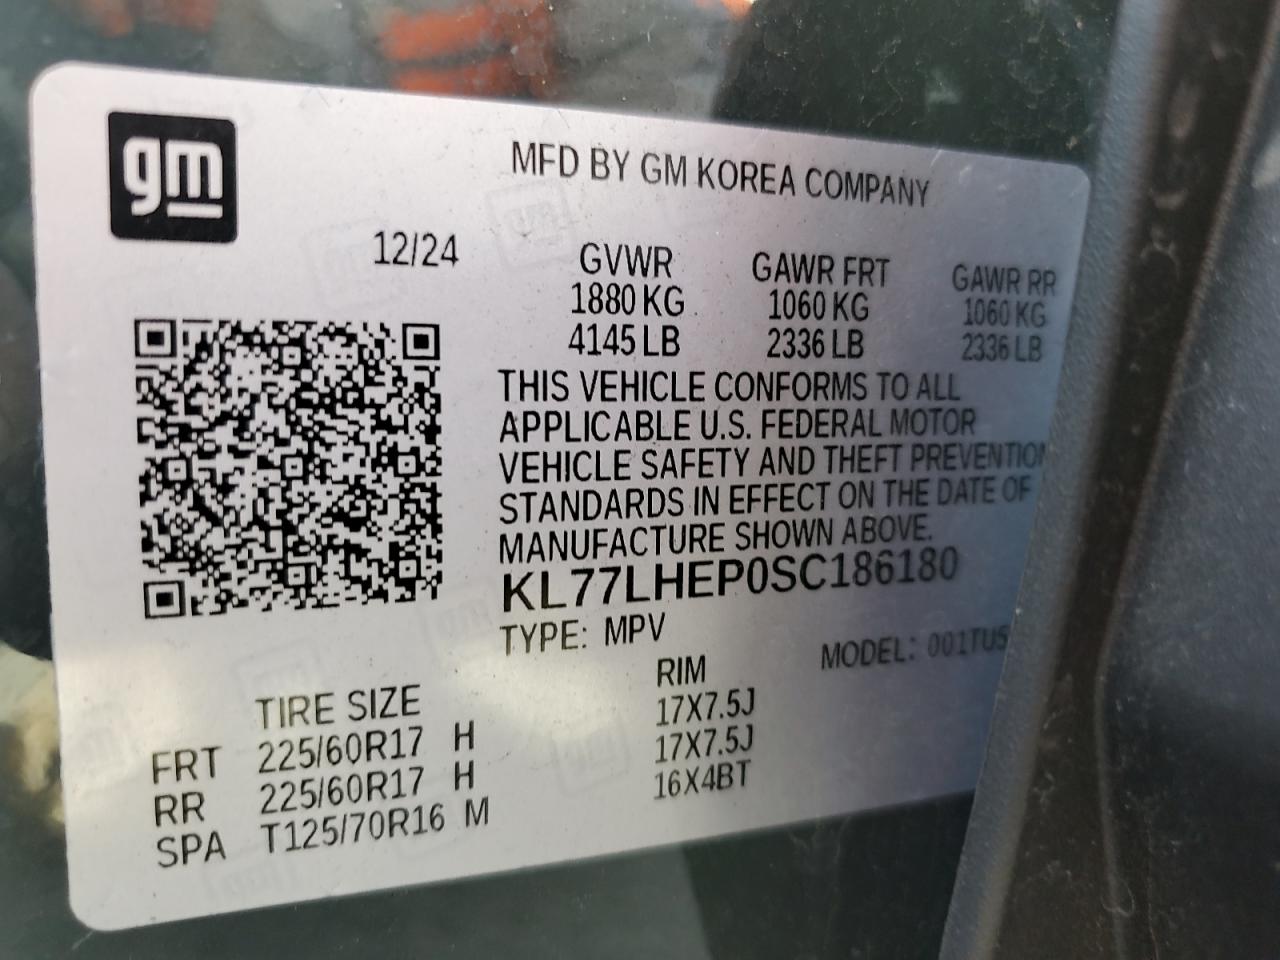 gm
MFD BY GM KOREA COMPANY
12/24
GVWR GAWR FRT GAWR RR
1880 KG 1060 KG 1060 KG
4145 LB 2336 LB 2336 LB
THIS VEHICLE CONFORMS TO ALL
APPLICABLE U.S. FEDERAL MOTOR
VEHICLE SAFETY AND THEFT PREVENTION
STANDARDS IN EFFECT ON THE DATE OF
MANUFACTURE SHOWN ABOVE.
KL77LHEP0SC186180
TYPE: MPV MODEL: 001TUS
TIRE SIZE RIM
FRT 225/60R17 H 17X7.5J
RR 225/60R17 H 17X7.5J
SPA T125/70R16 M 16X4BT